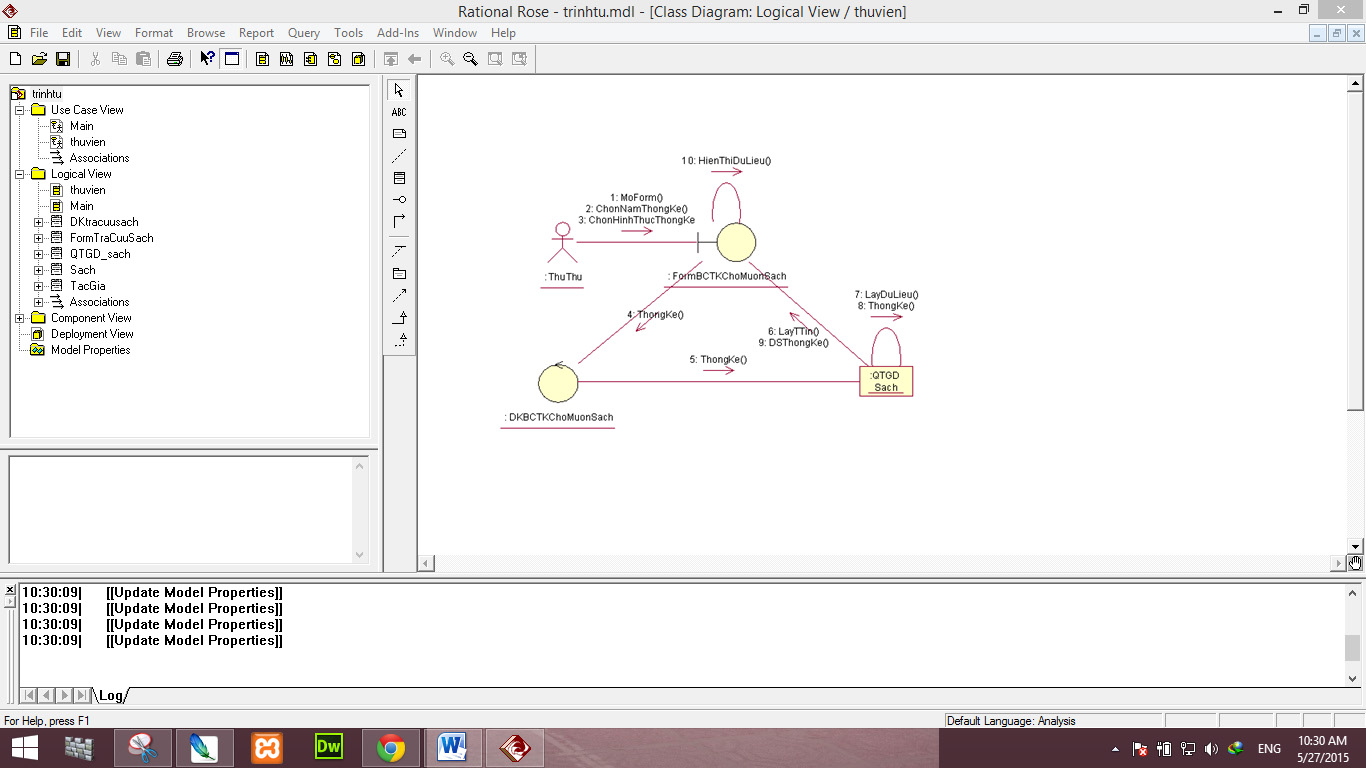 Rational Rose - trinhtu.mdl - [Class Diagram: Logical View / thuvien]
File Edit View Format Browse Report Query Tools Add-Ins Window Help
trinhtu
Use Case View
Main
thuvien
Associations
Logical View
thuvien
Main
DKtracuusach
FormTraCuuSach
QTGD_sach
Sach
TacGia
Associations
Component View
Deployment View
Model Properties
ABC
10: HienThiDuLieu()
1: MoForm()
2: ChonNamThongKe()
3: ChonHinhThucThongKe
: ThuThu
: FormBCTKChoMuonSach
7: LayDuLieu()
8: ThongKe()
4: ThongKe()
6: LayTTin()
9: DSThongKe()
5: ThongKe()
:QTGD
Sach
: DKBCTKChoMuonSach
10:30:09| [[Update Model Properties]]
10:30:09| [[Update Model Properties]]
10:30:09| [[Update Model Properties]]
10:30:09| [[Update Model Properties]]
Log
For Help, press F1
Default Language: Analysis
Dw
W
ENG
10:30 AM
5/27/2015